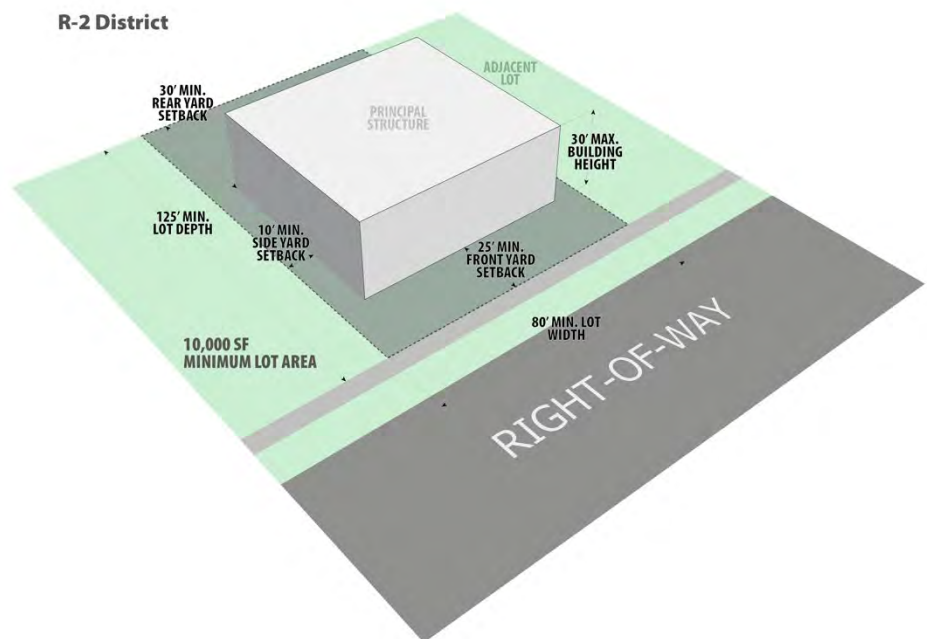 R-2 District
ADJACENT
LOT
30' MIN.
REAR YARD
SETBACK
PRINCIPAL
STRUCTURE
30' MAX.
BUILDING
HEIGHT
125' MIN.
LOT DEPTH
10' MIN.
SIDE YARD
SETBACK
25' MIN.
FRONT YARD
SETBACK
80' MIN. LOT
WIDTH
10,000 SF
MINIMUM LOT AREA
RIGHT-OF-WAY